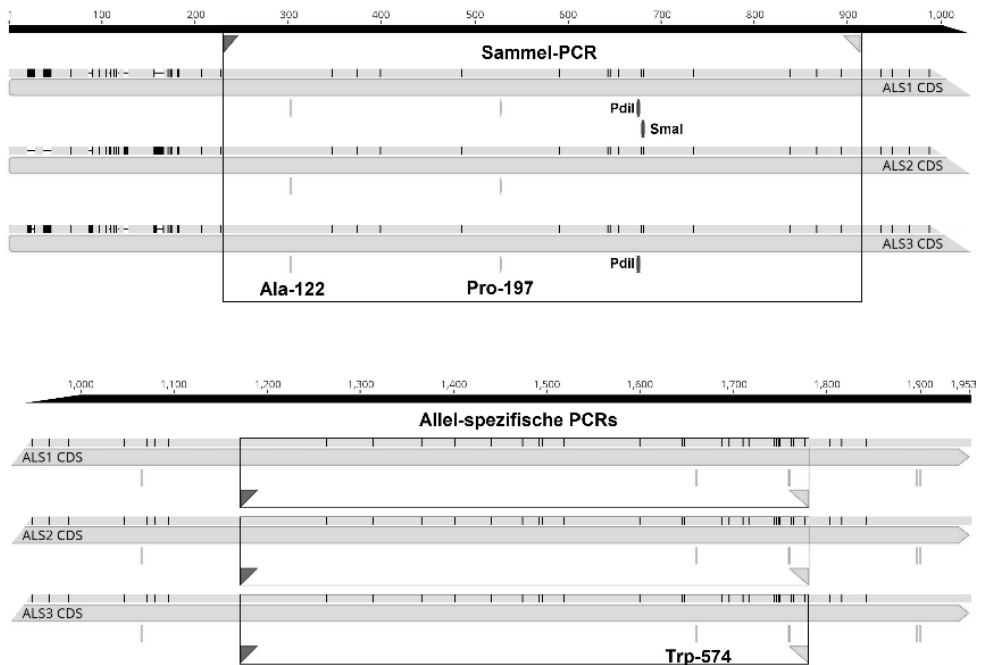 1 100 200 300 400 500 600 700 800 900 1,000
Sammel-PCR
ALS1 CDS
PdiI
SmaI
ALS2 CDS
ALS3 CDS
PdiI
Ala-122 Pro-197
1,000 1,100 1,200 1,300 1,400 1,500 1,600 1,700 1,800 1,900 1,953
Allel-spezifische PCRs
ALS1 CDS
ALS2 CDS
ALS3 CDS
Trp-574